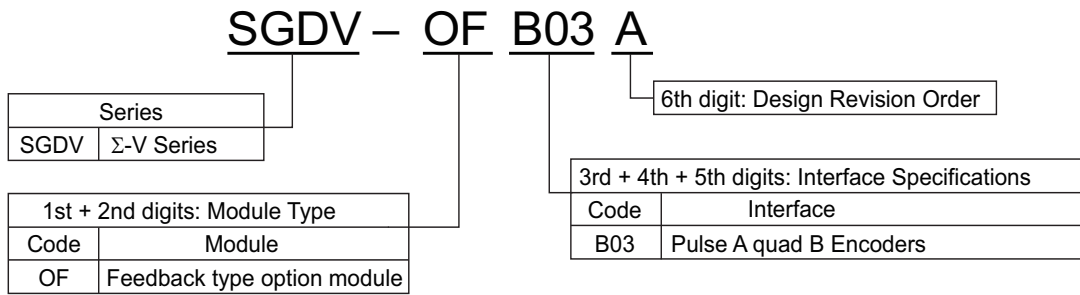 SGDV – OF B03 A
6th digit: Design Revision Order
Series
SGDV Σ-V Series
3rd + 4th + 5th digits: Interface Specifications
Code Interface
B03 Pulse A quad B Encoders
1st + 2nd digits: Module Type
Code Module
OF Feedback type option module